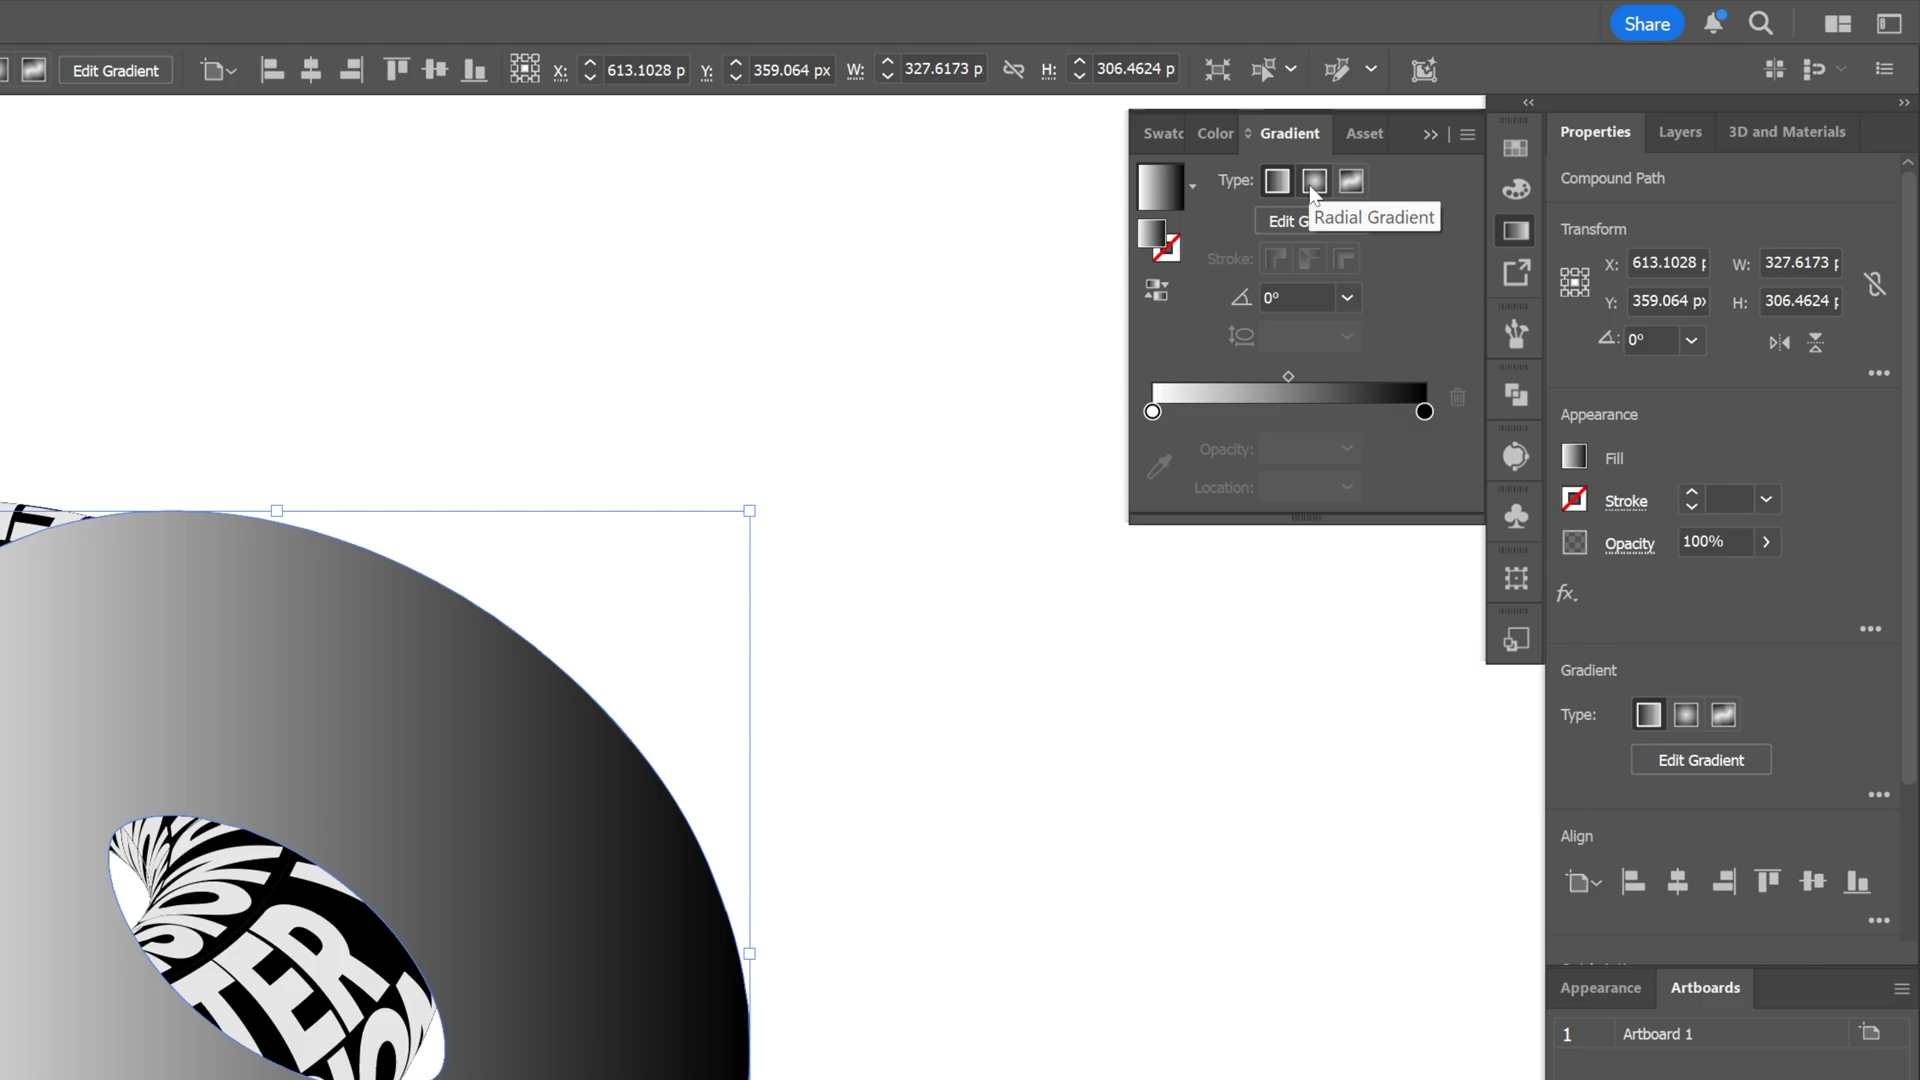 Share
Edit Gradient X: 613.1028 p Y: 359.064 px W: 327.6173 p H: 306.4624 p
Swatc Color Gradient Asset
Type:
Radial Gradient
Edit G
Stroke:
0°
Opacity:
Location:
Properties Layers 3D and Materials
Compound Path
Transform
X: 613.1028 W: 327.6173
Y: 359.064 px H: 306.4624
0°
Appearance
Fill
Stroke
Opacity 100%
fx.
Gradient
Type:
Edit Gradient
Align
Appearance Artboards
1 Artboard 1
TER